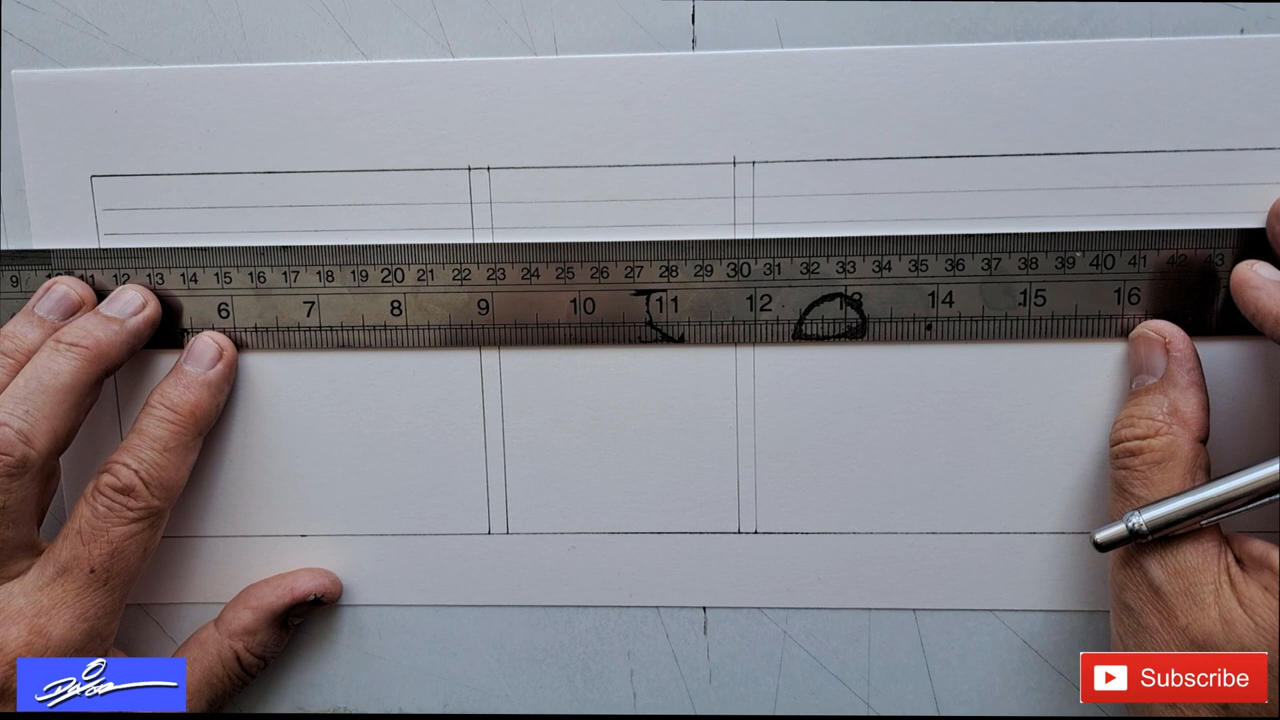 9 10 11 12 13 14 15 16 17 18 19 20 21 22 23 24 25 26 27 28 29 30 31 32 33 34 35 36 37 38 39 40 41 42 43
6 7 8 9 10 11 12 13 14 15 16
Subscribe